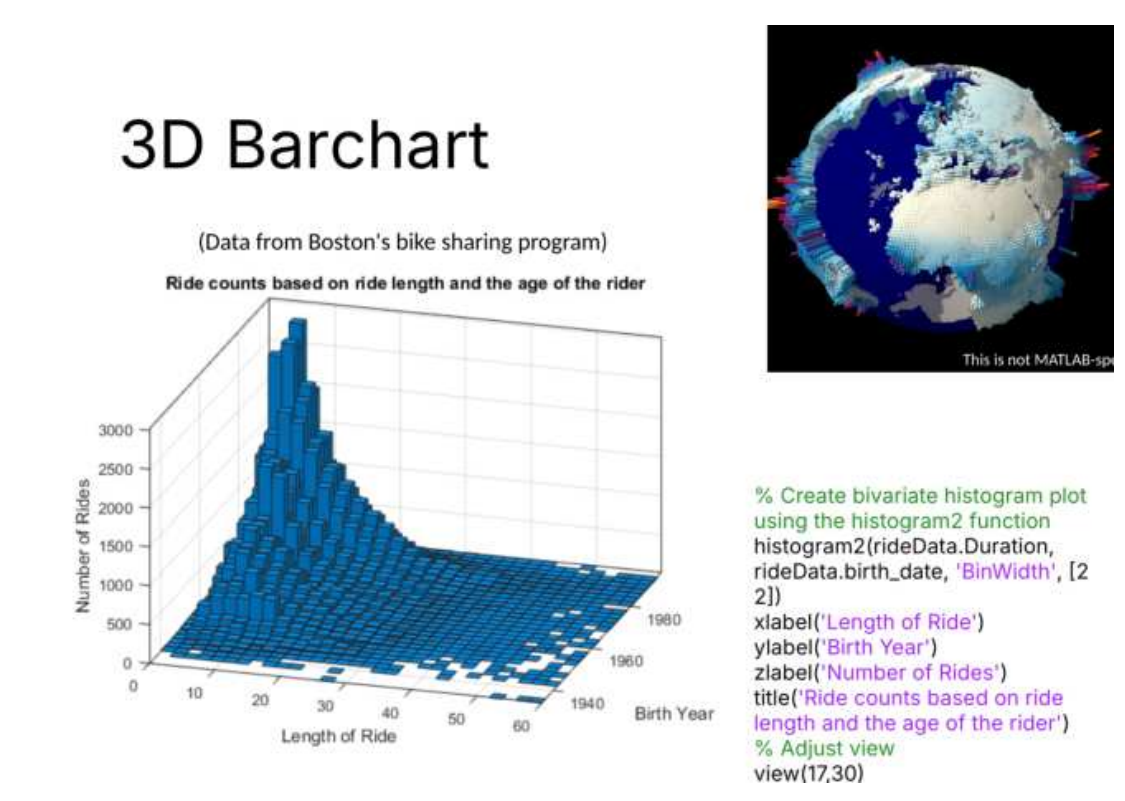 3D Barchart
(Data from Boston's bike sharing program)
Ride counts based on ride length and the age of the rider
3000
2500
2000
1500
1000
500
0
Number of Rides
0
10
20
30
40
50
60
Length of Ride
1940
1960
1980
Birth Year
This is not MATLAB-spe
% Create bivariate histogram plot
using the histogram2 function
histogram2(rideData.Duration,
rideData.birth_date, 'BinWidth', [2
2])
xlabel('Length of Ride')
ylabel('Birth Year')
zlabel('Number of Rides')
title('Ride counts based on ride
length and the age of the rider')
% Adjust view
view(17,30)